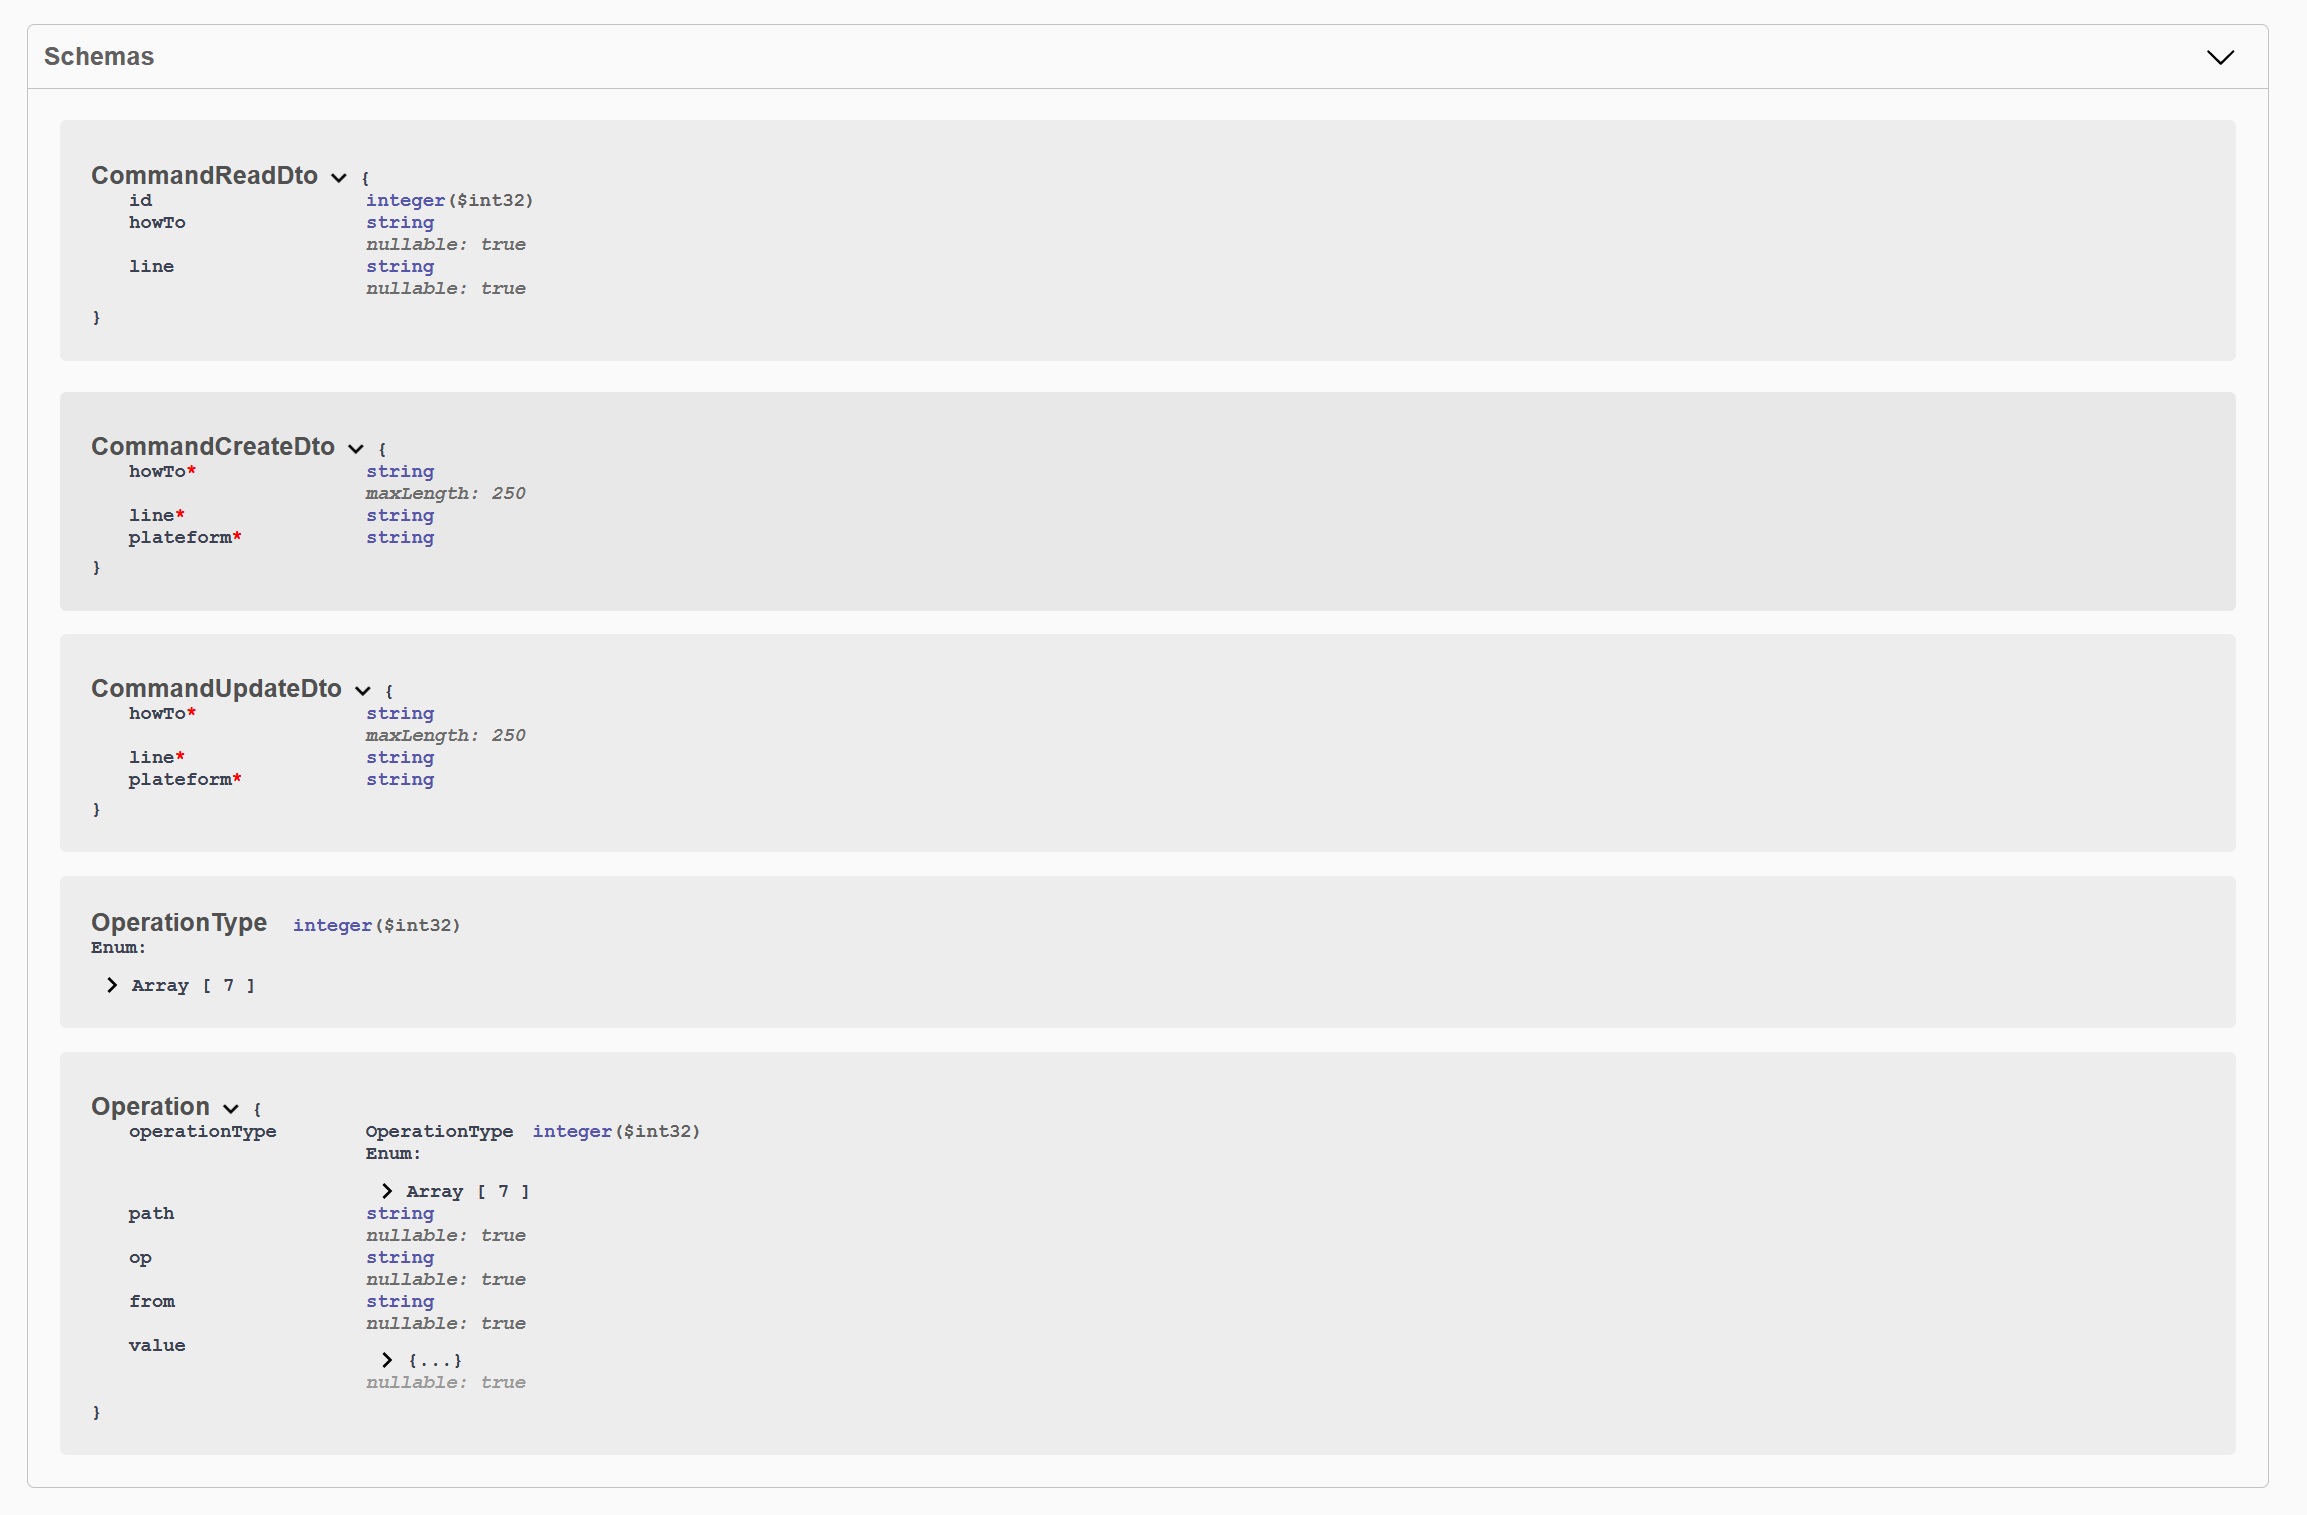 Schemas
CommandReadDto {
id integer($int32)
howTo string
nullable: true
line string
nullable: true
}
CommandCreateDto {
howTo* string
maxLength: 250
line* string
plateform* string
}
CommandUpdateDto {
howTo* string
maxLength: 250
line* string
plateform* string
}
OperationType integer($int32)
Enum:
Array [ 7 ]
Operation {
operationType OperationType integer($int32)
Enum:
Array [ 7 ]
path string
nullable: true
op string
nullable: true
from string
nullable: true
value
{...}
nullable: true
}